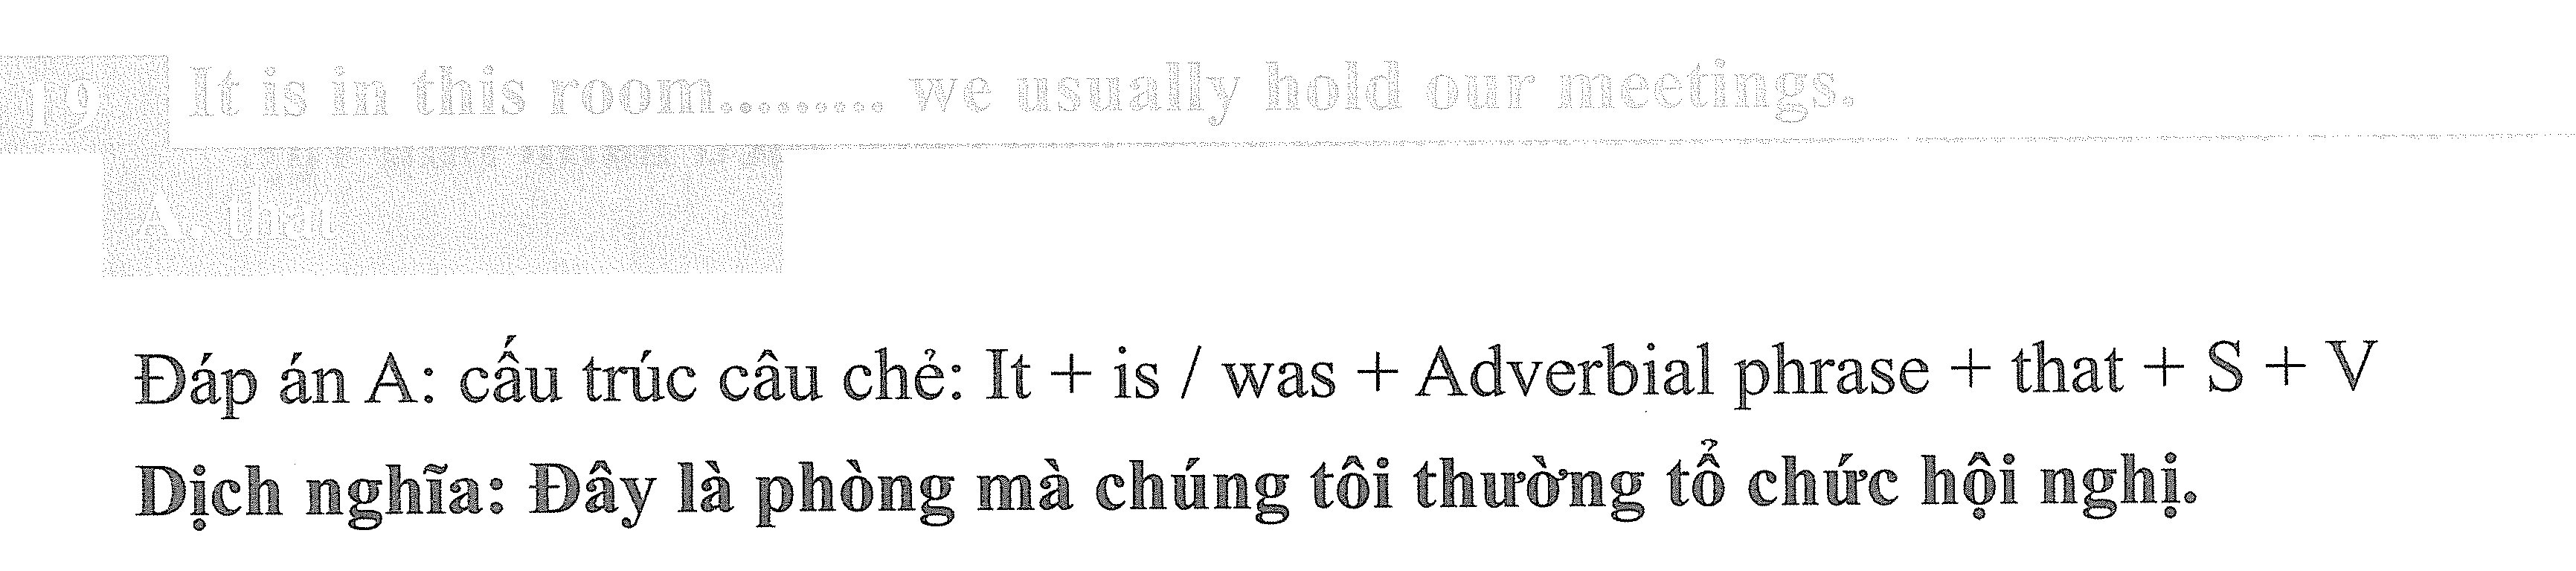 19 It is in this room......... we usually hold our meetings.
A. that
Đáp án A: cấu trúc câu chẻ: It + is / was + Adverbial phrase + that + S + V
Dịch nghĩa: Đây là phòng mà chúng tôi thường tổ chức hội nghị.